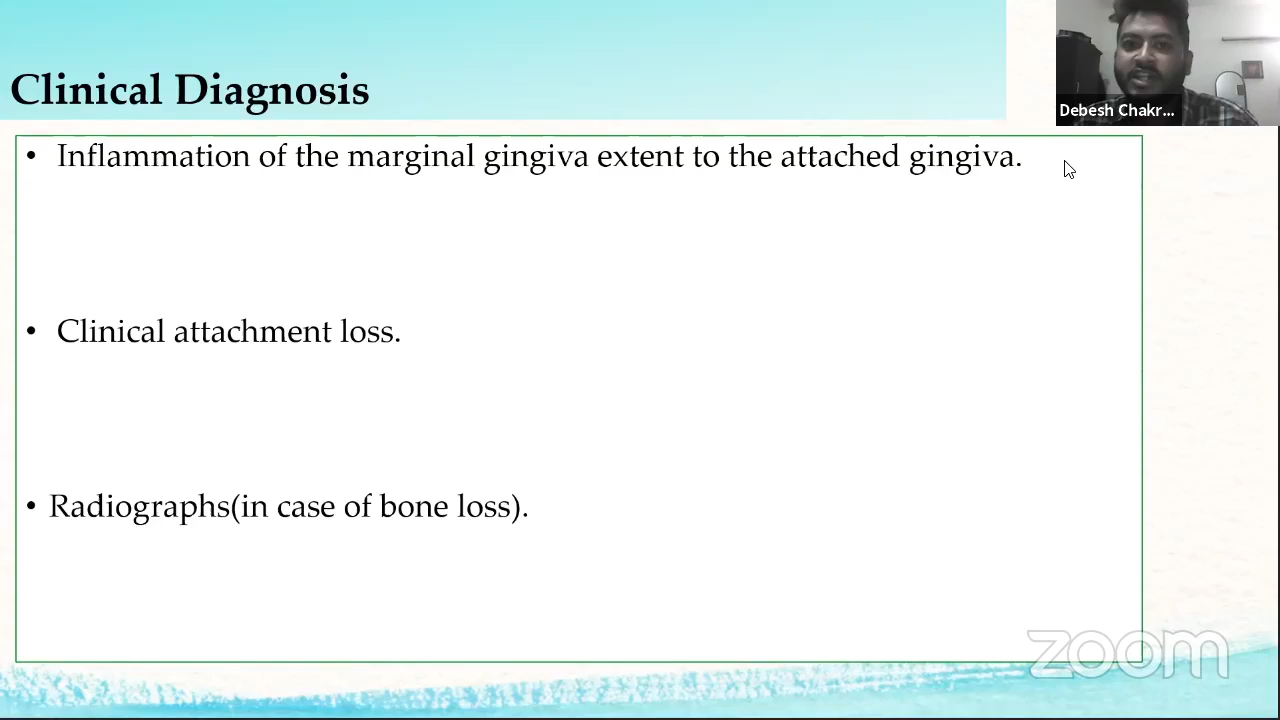 Clinical Diagnosis
Debesh Chakr...
• Inflammation of the marginal gingiva extent to the attached gingiva.
• Clinical attachment loss.
• Radiographs(in case of bone loss).
zoom